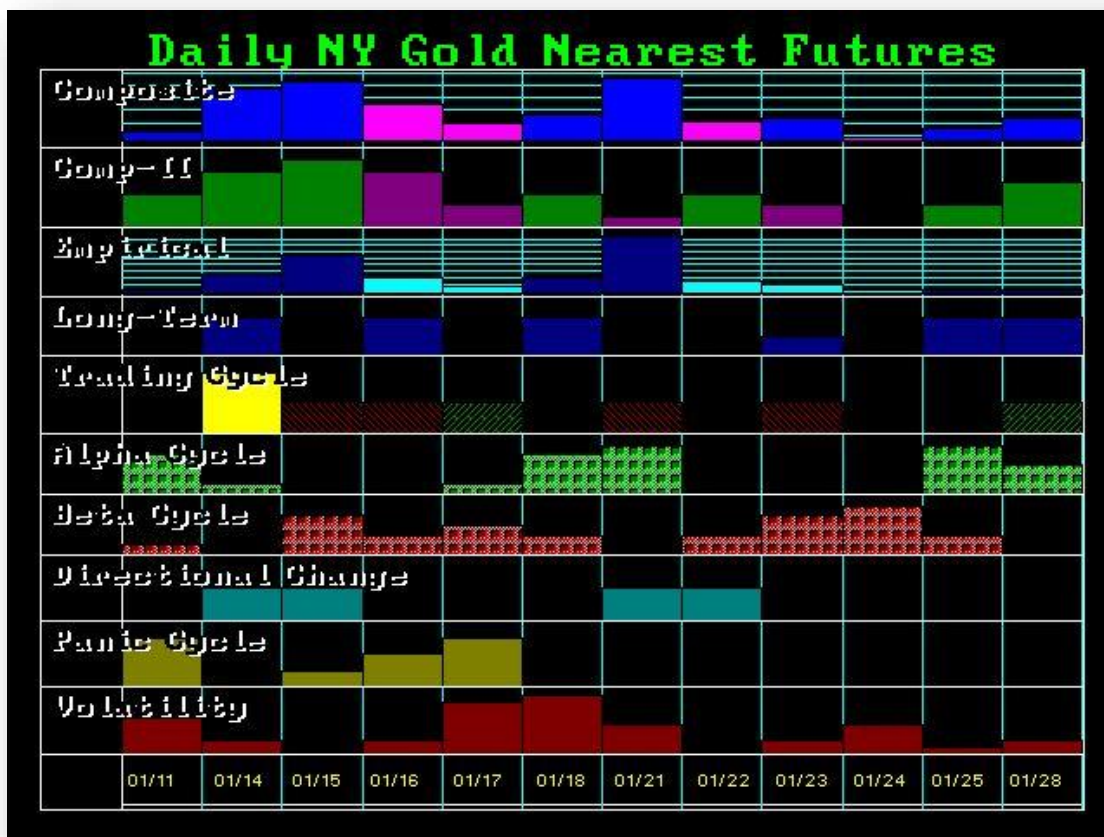 Daily NY Gold Nearest Futures
Composite
Comp-II
Empirical
Long-Term
Trading Cycle
Alpha Cycle
Beta Cycle
Directional Change
Panic Cycle
Volatility
01/11 01/14 01/15 01/16 01/17 01/18 01/21 01/22 01/23 01/24 01/25 01/28